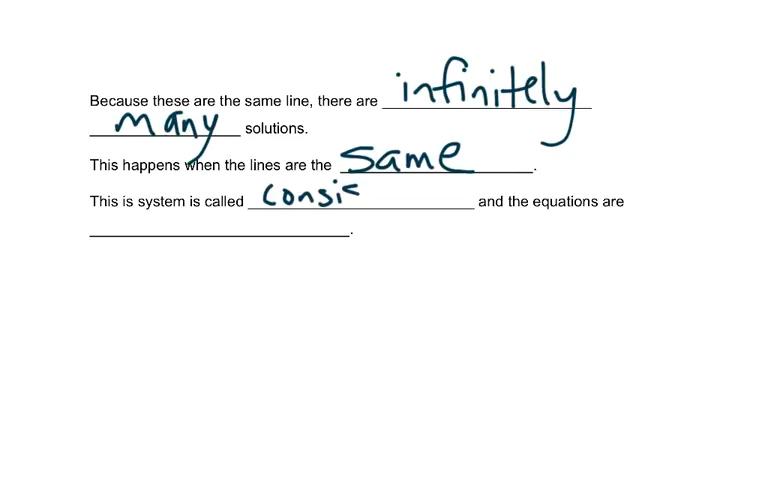 Because these are the same line, there are infinitely
many solutions.
This happens when the lines are the same.
This is system is called consis and the equations are
.